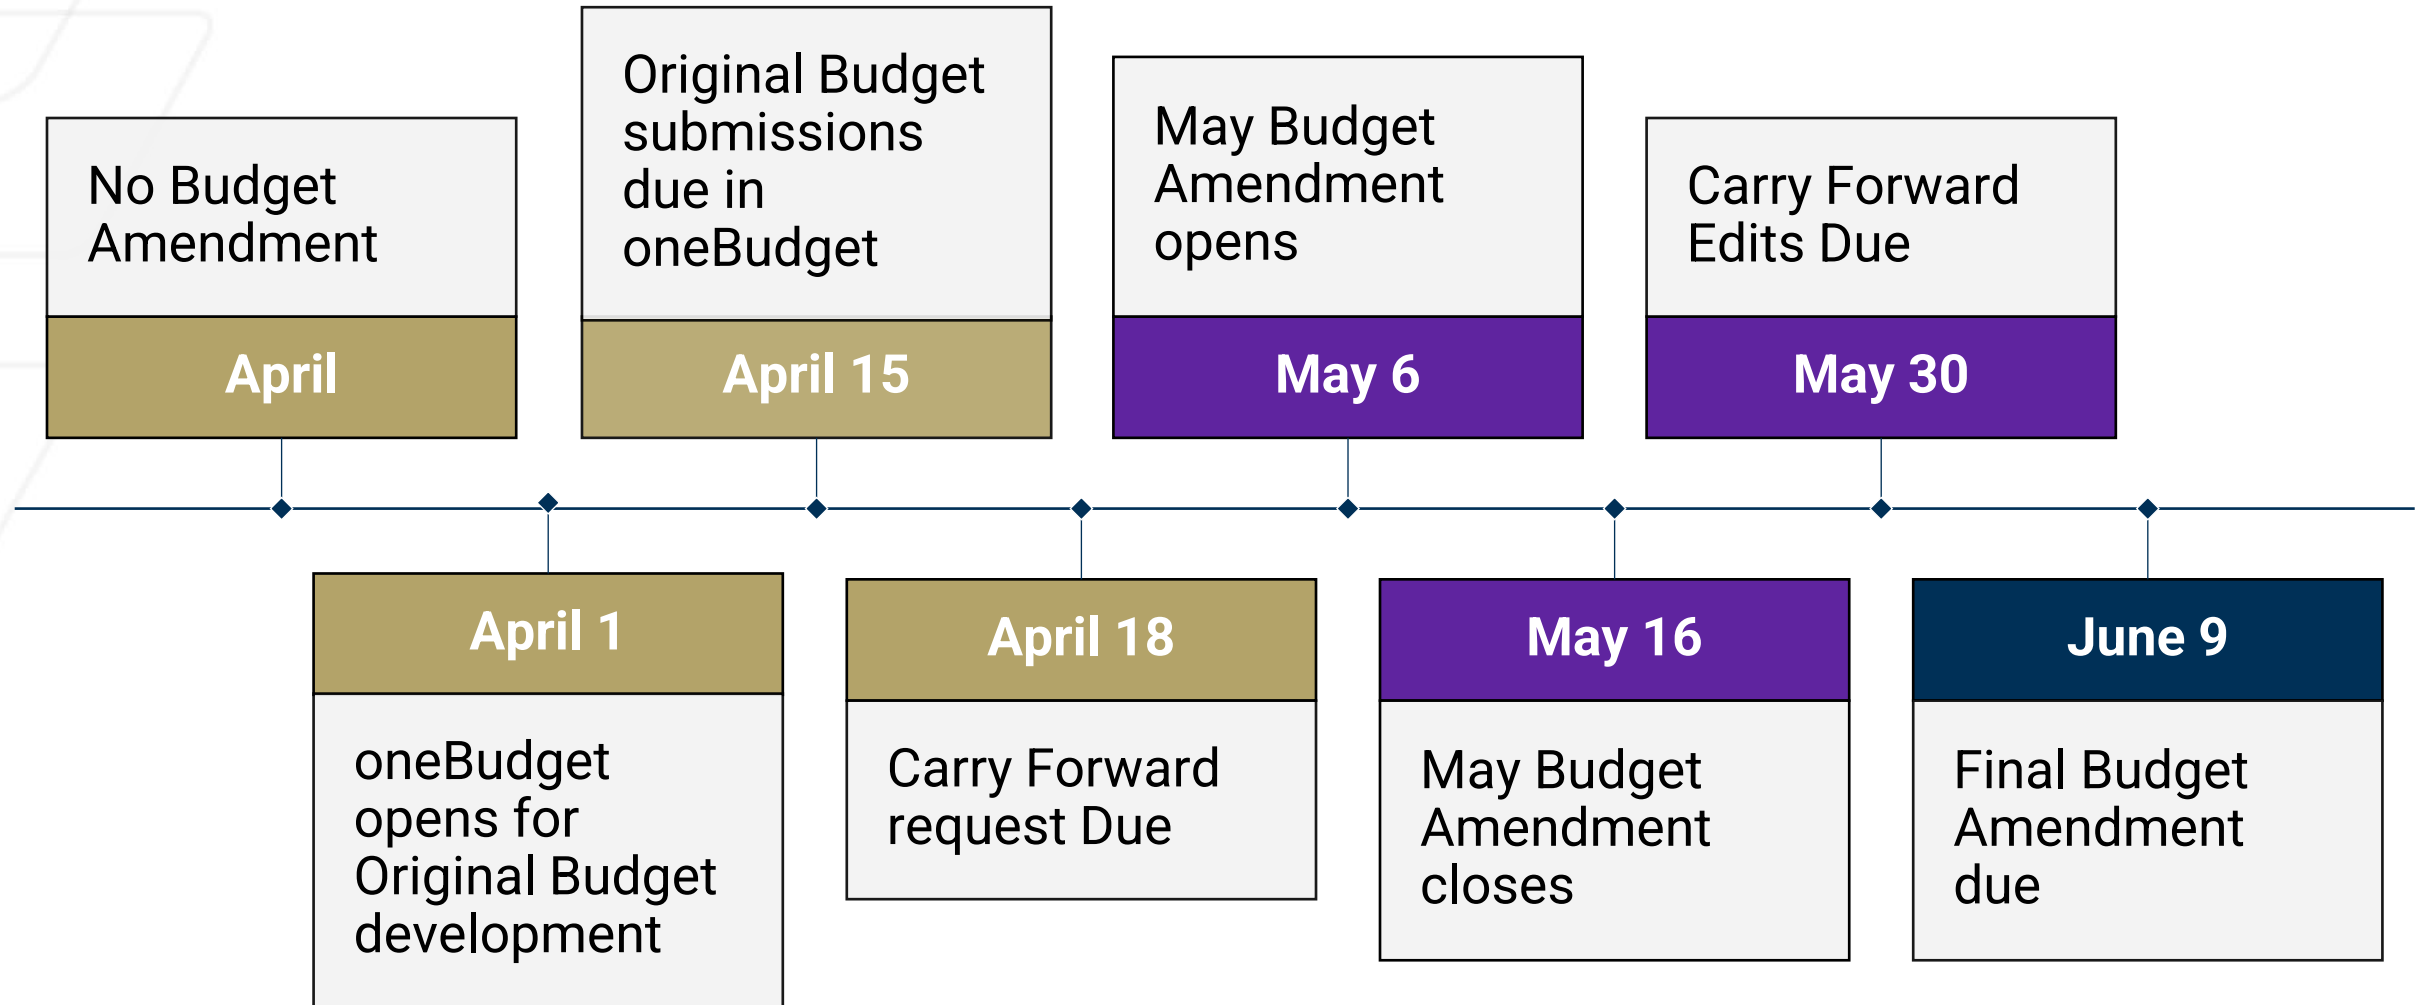 No Budget
Amendment
April
April 1
oneBudget
opens for
Original Budget
development
Original Budget
submissions
due in
oneBudget
April 15
April 18
Carry Forward
request Due
May Budget
Amendment
opens
May 6
May 16
May Budget
Amendment
closes
Carry Forward
Edits Due
May 30
June 9
Final Budget
Amendment
due